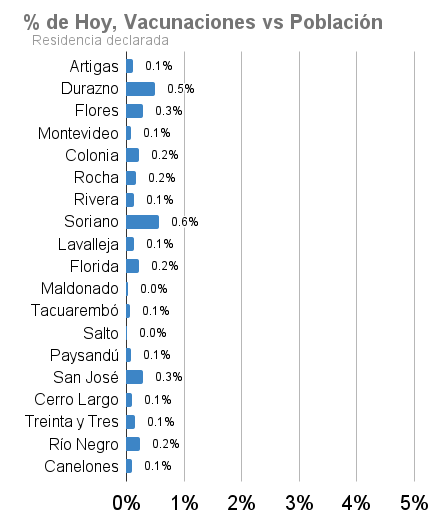 % de Hoy, Vacunaciones vs Población
Residencia declarada
Artigas 0.1%
Durazno 0.5%
Flores 0.3%
Montevideo 0.1%
Colonia 0.2%
Rocha 0.2%
Rivera 0.1%
Soriano 0.6%
Lavalleja 0.1%
Florida 0.2%
Maldonado 0.0%
Tacuarembó 0.1%
Salto 0.0%
Paysandú 0.1%
San José 0.3%
Cerro Largo 0.1%
Treinta y Tres 0.1%
Río Negro 0.2%
Canelones 0.1%
0% 1% 2% 3% 4% 5%